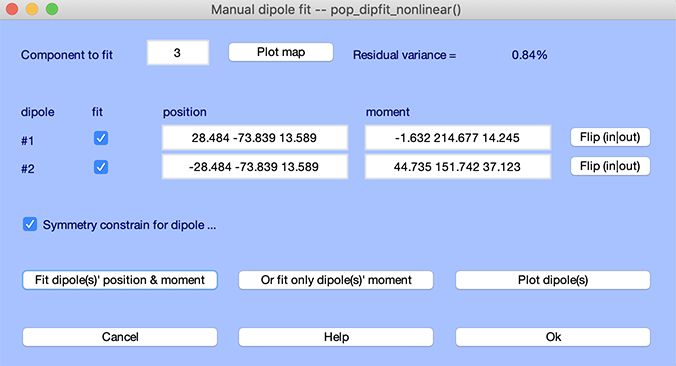 Manual dipole fit -- pop_dipfit_nonlinear()
Component to fit 3 Plot map Residual variance = 0.84%
dipole fit position moment
#1 28.484 -73.839 13.589 -1.632 214.677 14.245 Flip (in|out)
#2 -28.484 -73.839 13.589 44.735 151.742 37.123 Flip (in|out)
Symmetry constrain for dipole ...
Fit dipole(s)' position & moment Or fit only dipole(s)' moment Plot dipole(s)
Cancel Help Ok